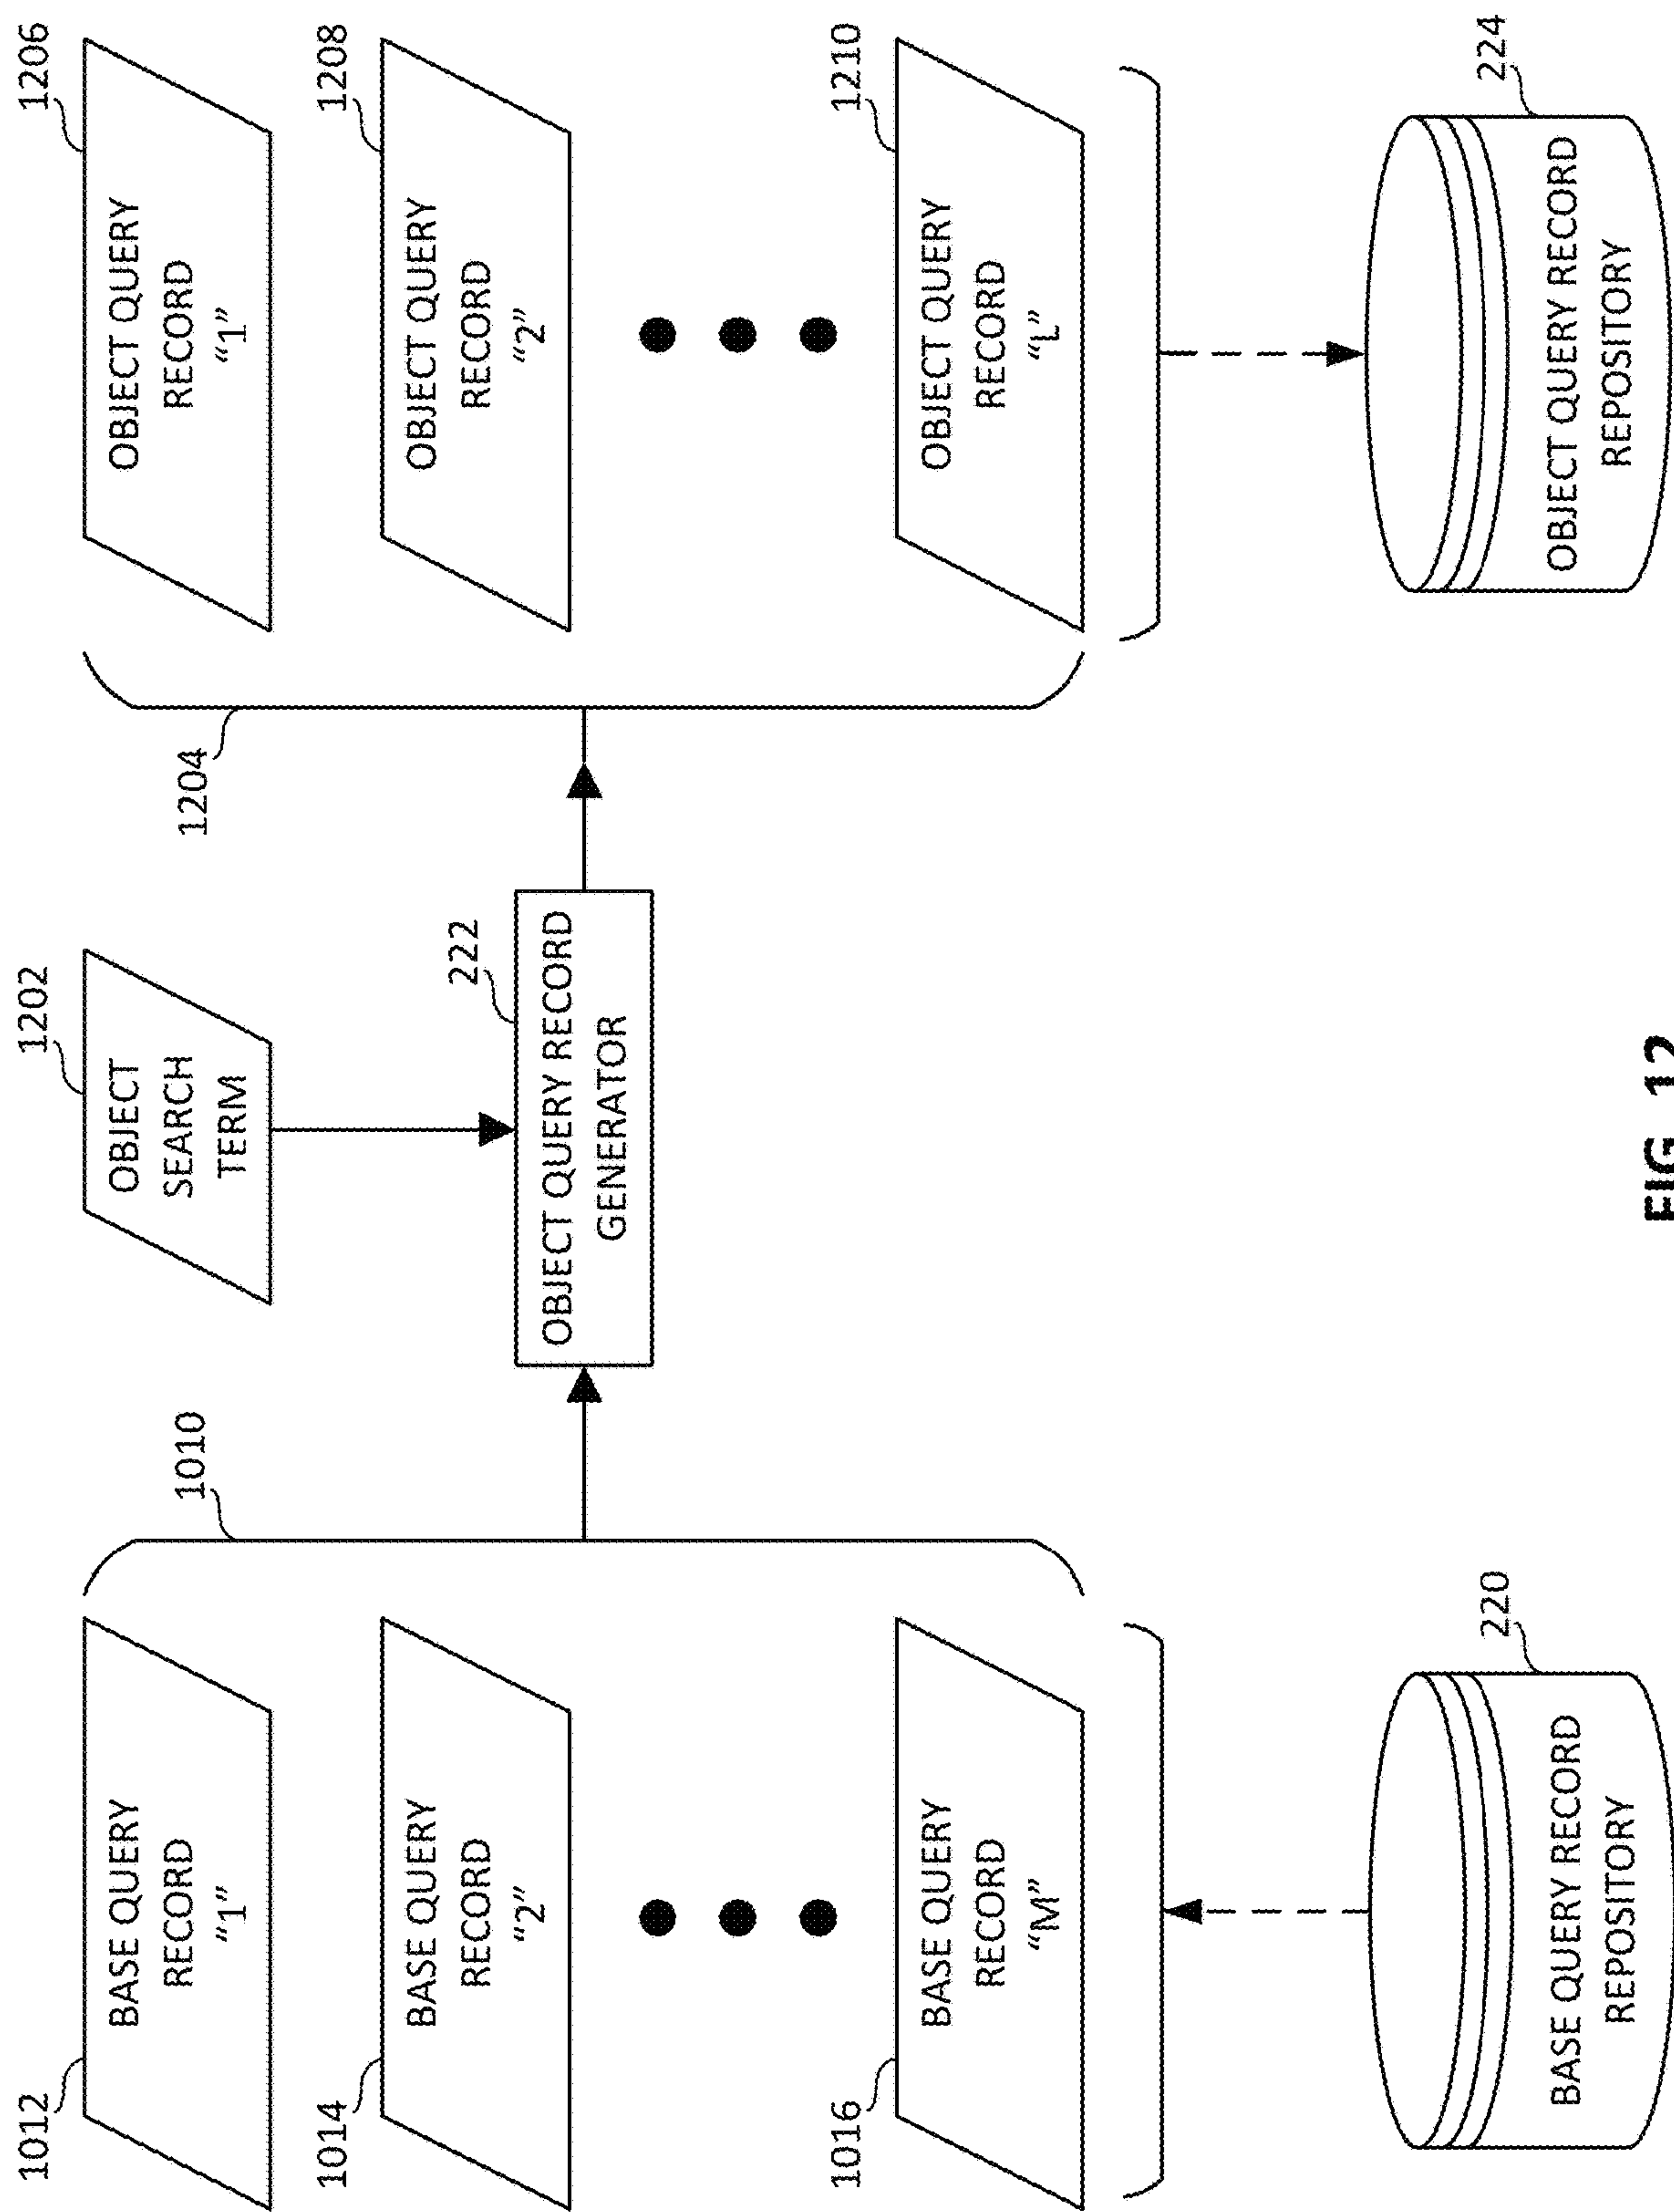 1012
BASE QUERY
RECORD
“1”
1014
BASE QUERY
RECORD
“2”
1016
BASE QUERY
RECORD
“M”
1010
220
BASE QUERY RECORD
REPOSITORY
1202
OBJECT
SEARCH
TERM
222
OBJECT QUERY RECORD
GENERATOR
1204
1206
OBJECT QUERY
RECORD
“1”
1208
OBJECT QUERY
RECORD
“2”
1210
OBJECT QUERY
RECORD
“L”
224
OBJECT QUERY RECORD
REPOSITORY
FIG. 12